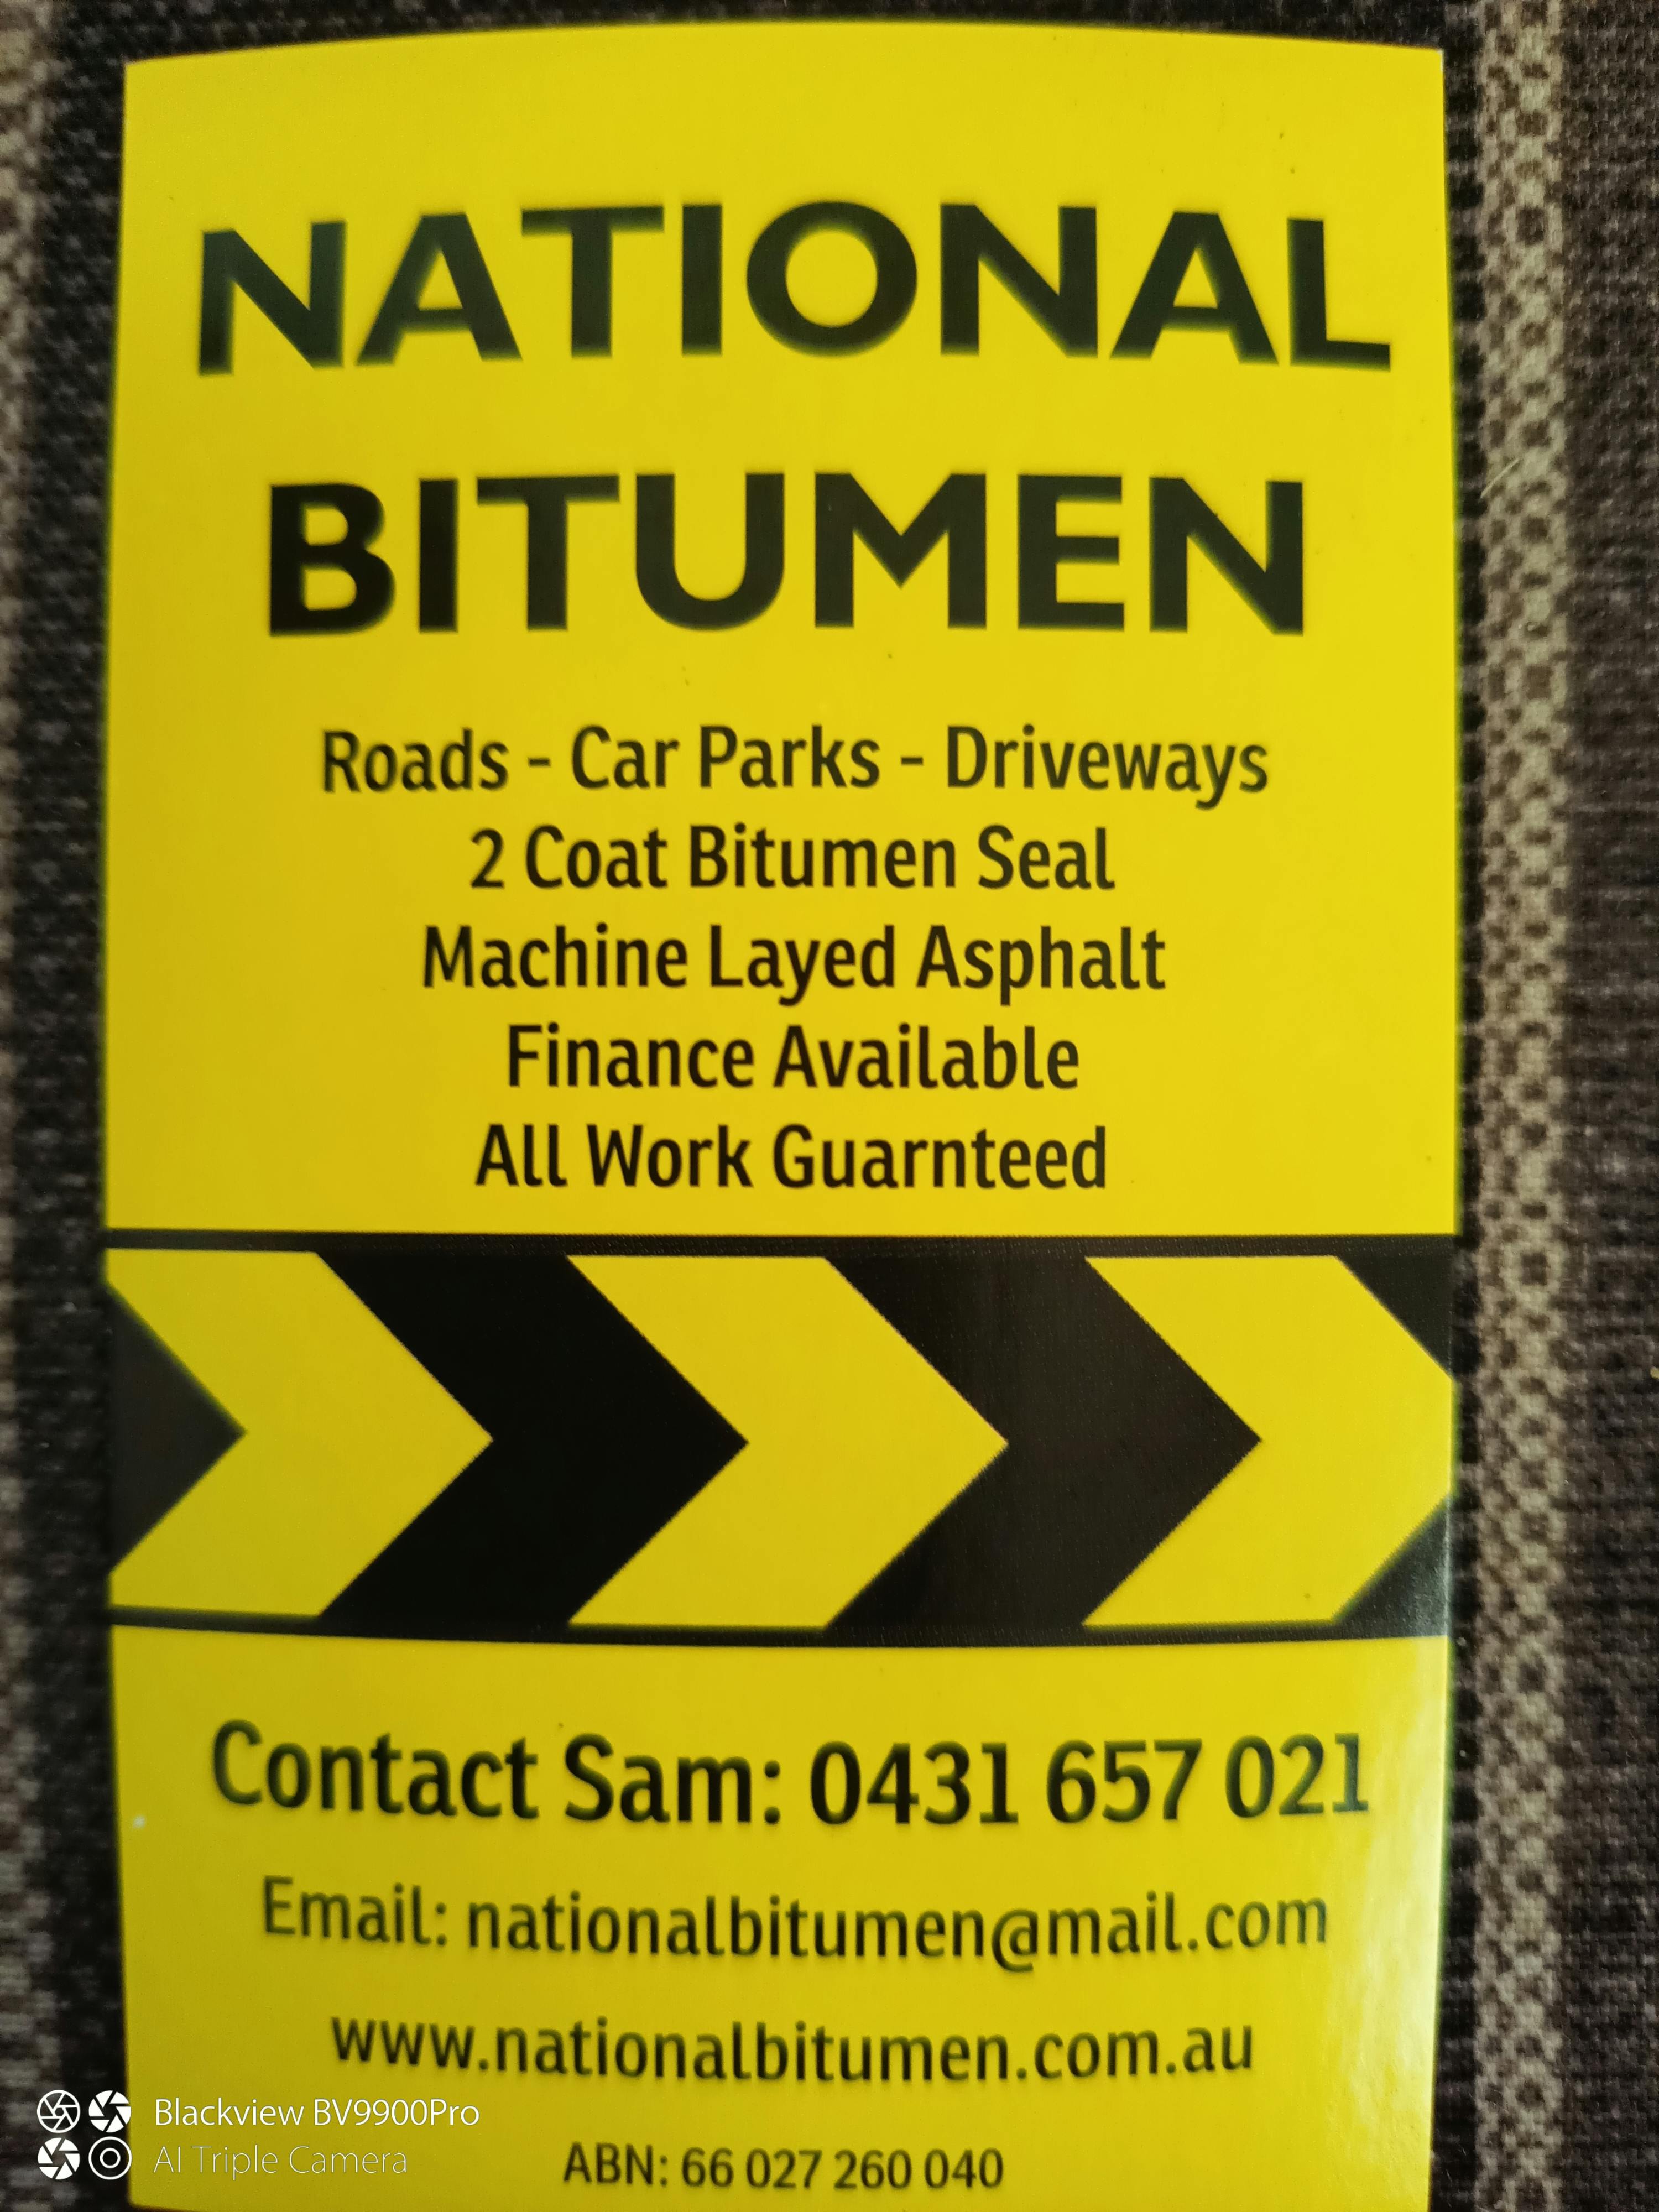 NATIONAL
BITUMEN
Roads - Car Parks - Driveways
2 Coat Bitumen Seal
Machine Layed Asphalt
Finance Available
All Work Guarnteed
Contact Sam: 0431 657 021
Email: nationalbitumen@mail.com
www.nationalbitumen.com.au
ABN: 66 027 260 040
Blackview BV9900Pro
AI Triple Camera